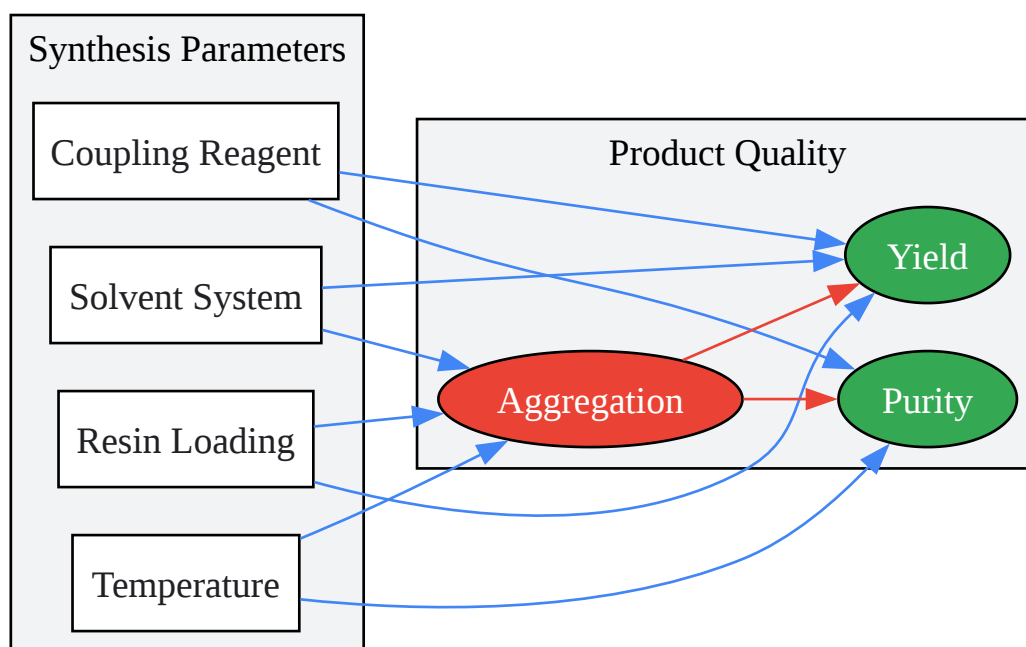 Synthesis Parameters
Coupling Reagent
Solvent System
Resin Loading
Temperature
Product Quality
Yield
Aggregation
Purity